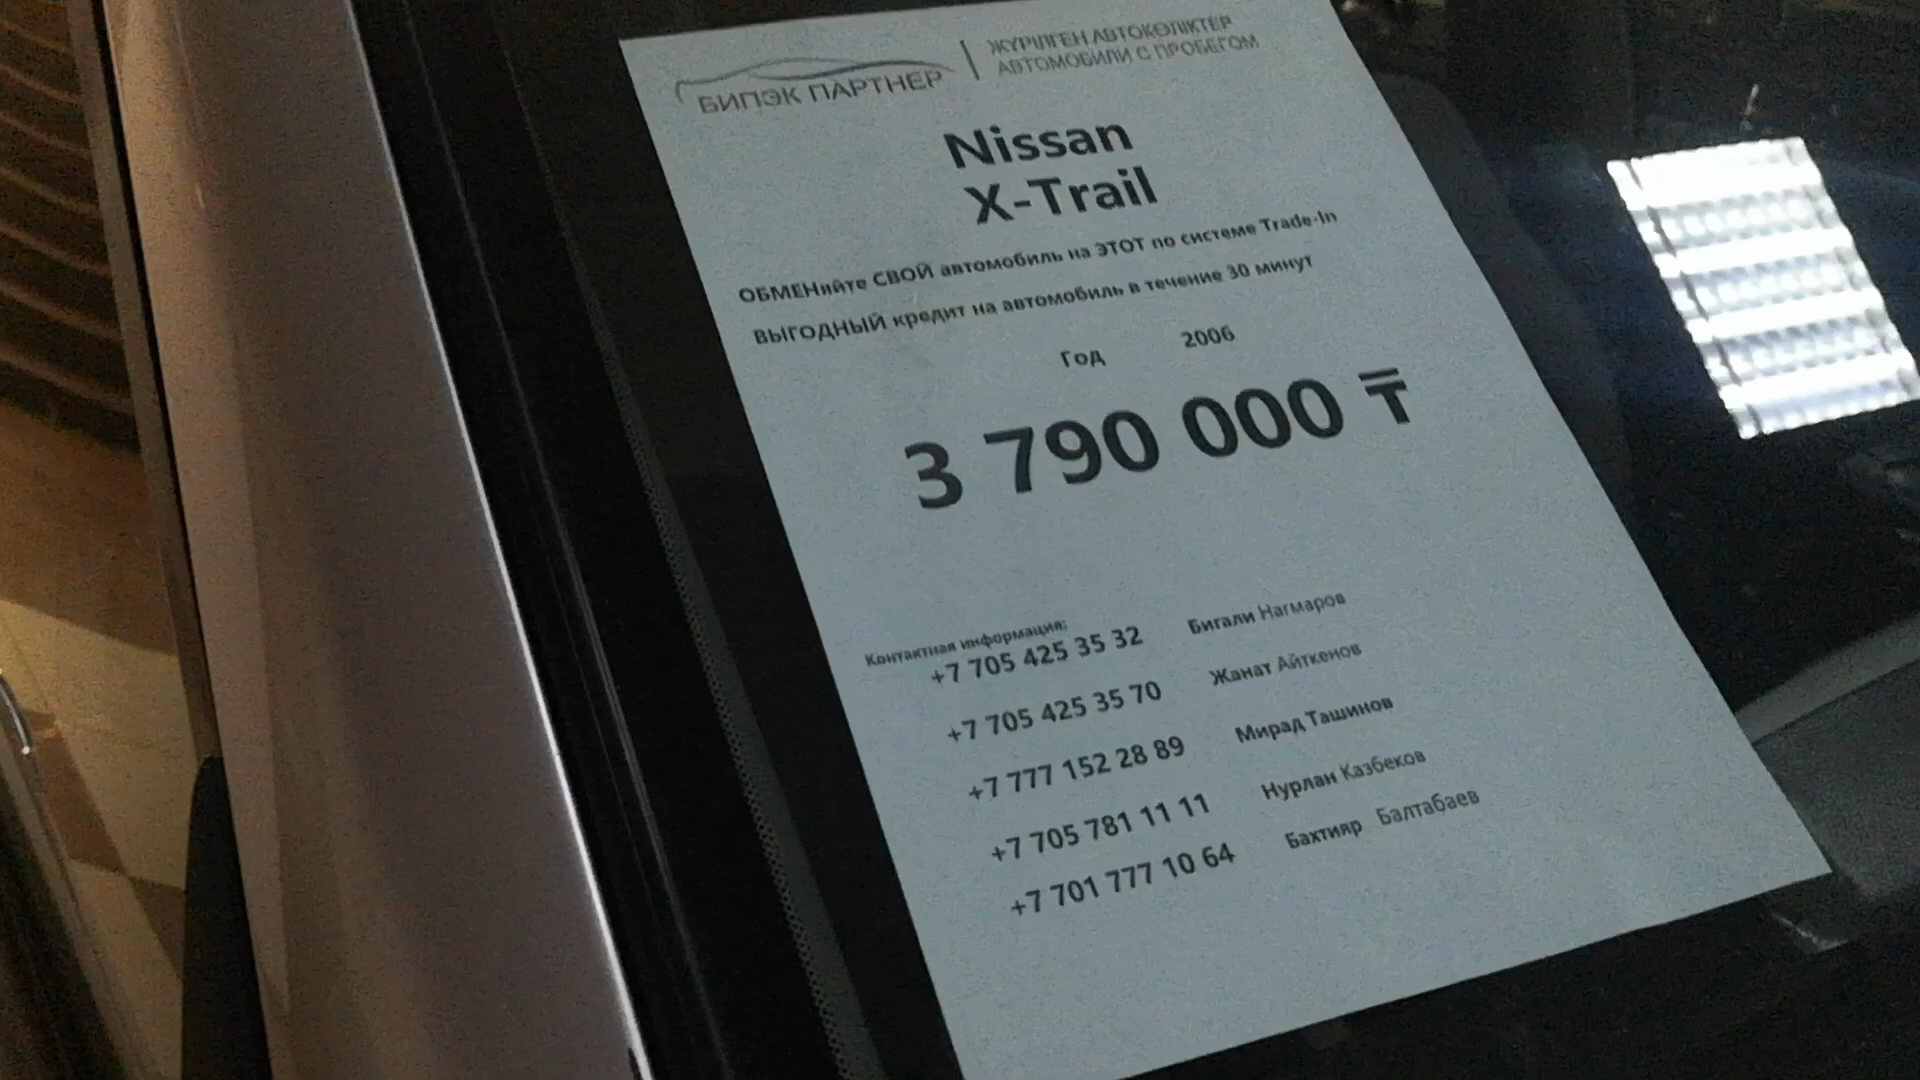 БИПЭК ПАРТНЕР
ЖҮРІЛГЕН АВТОКӨЛІКТЕР
АВТОМОБИЛИ С ПРОБЕГОМ
Nissan
X-Trail
ОБМЕНяйте СВОЙ автомобиль на ЭТОТ по системе Trade-In
ВЫГОДНЫЙ кредит на автомобиль в течение 30 минут
Год 2006
3 790 000 ₸
Контактная информация:
+7 705 425 35 32 Бигали Нагмаров
+7 705 425 35 70 Жанат Айткенов
+7 777 152 28 89 Мирад Ташинов
+7 705 781 11 11 Нурлан Казбеков
+7 701 777 10 64 Бахтияр Балтабаев